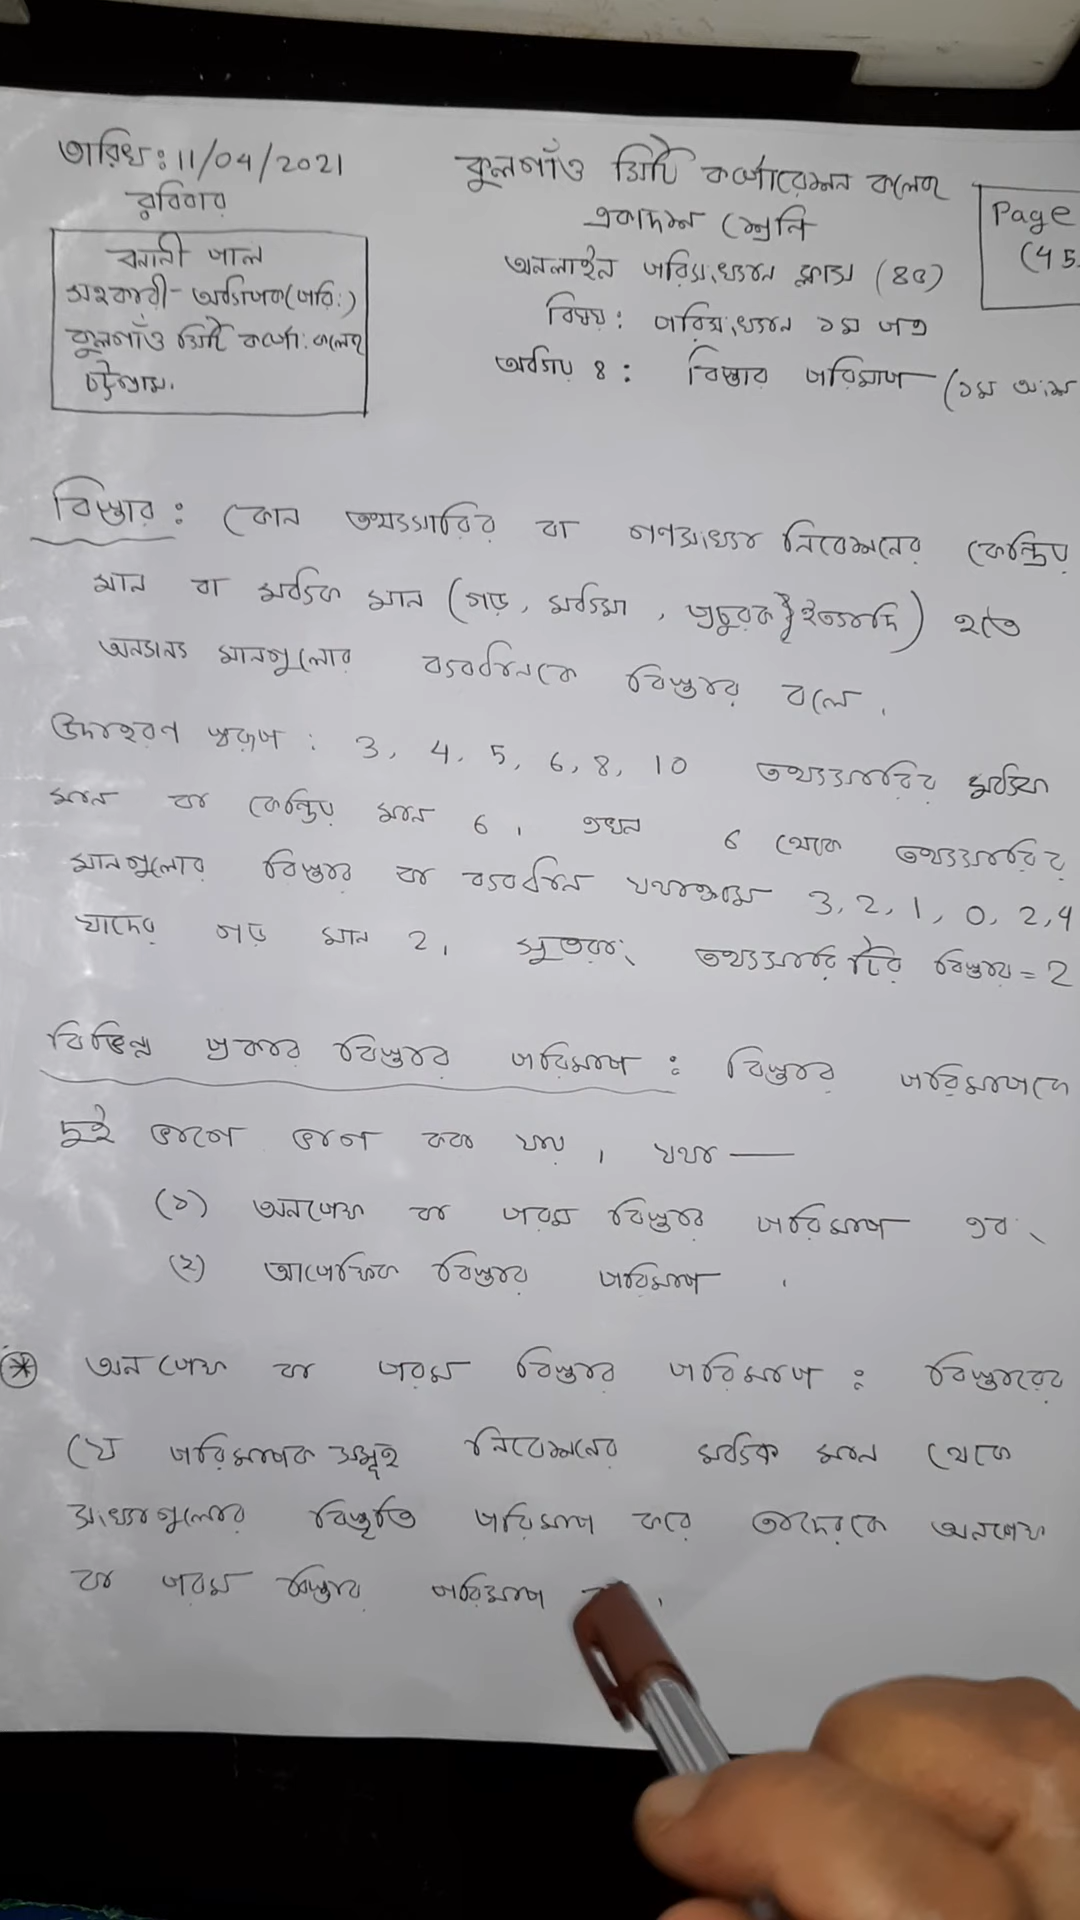 তারিখ: 11/04/2021
রবিবার
বনানী পাল
সহকারী-অধ্যাপক(পরি:)
কুলগাঁও সিটি কর্পো: কলেজ
চট্টগ্রাম.
কুলগাঁও সিটি কর্পোরেশন কলেজ
একাদশ শ্রেনি
অনলাইন পরিসংখ্যান ক্লাস (৪৫)
বিষয়: পরিসংখ্যান ১ম পত্র
অধ্যায় ৪: বিস্তার পরিমাপ (১ম অংশ
Page
(45
বিস্তার: কোন তথ্যসারির বা গণসংখ্যা নিবেশনের কেন্দ্রিয়
মান বা মধ্যক মান (গড়, মধ্যমা, প্রচুরক ইত্যাদি) হতে
অন্যান্য মানগুলোর ব্যবধানকে বিস্তার বলে।
উদাহরণ স্বরূপ: 3, 4, 5, 6, 8, 10 তথ্যসারির মধ্যক
মান বা কেন্দ্রিয় মান 6। এখন 6 থেকে তথ্যসারির
মানগুলোর বিস্তার বা ব্যবধান যথাক্রমে 3, 2, 1, 0, 2, 4
যাদের গড় মান 2। সুতরাং তথ্যসারিটির বিস্তার = 2
বিভিন্ন প্রকার বিস্তার পরিমাপ: বিস্তার পরিমাপকে
দুই ভাগে ভাগ করা যায়। যথা —
(১) অনপেক্ষ বা পরম বিস্তার পরিমাপ এবং
(২) আপেক্ষিক বিস্তার পরিমাপ।
* অনপেক্ষ বা পরম বিস্তার পরিমাপ: বিস্তারের
যে পরিমাপক সমূহ নিবেশনের মধ্যক মান থেকে
সংখ্যাগুলোর বিস্তৃতি পরিমাপ করে তাদেরকে অনপেক্ষ
বা পরম বিস্তার পরিমাপ